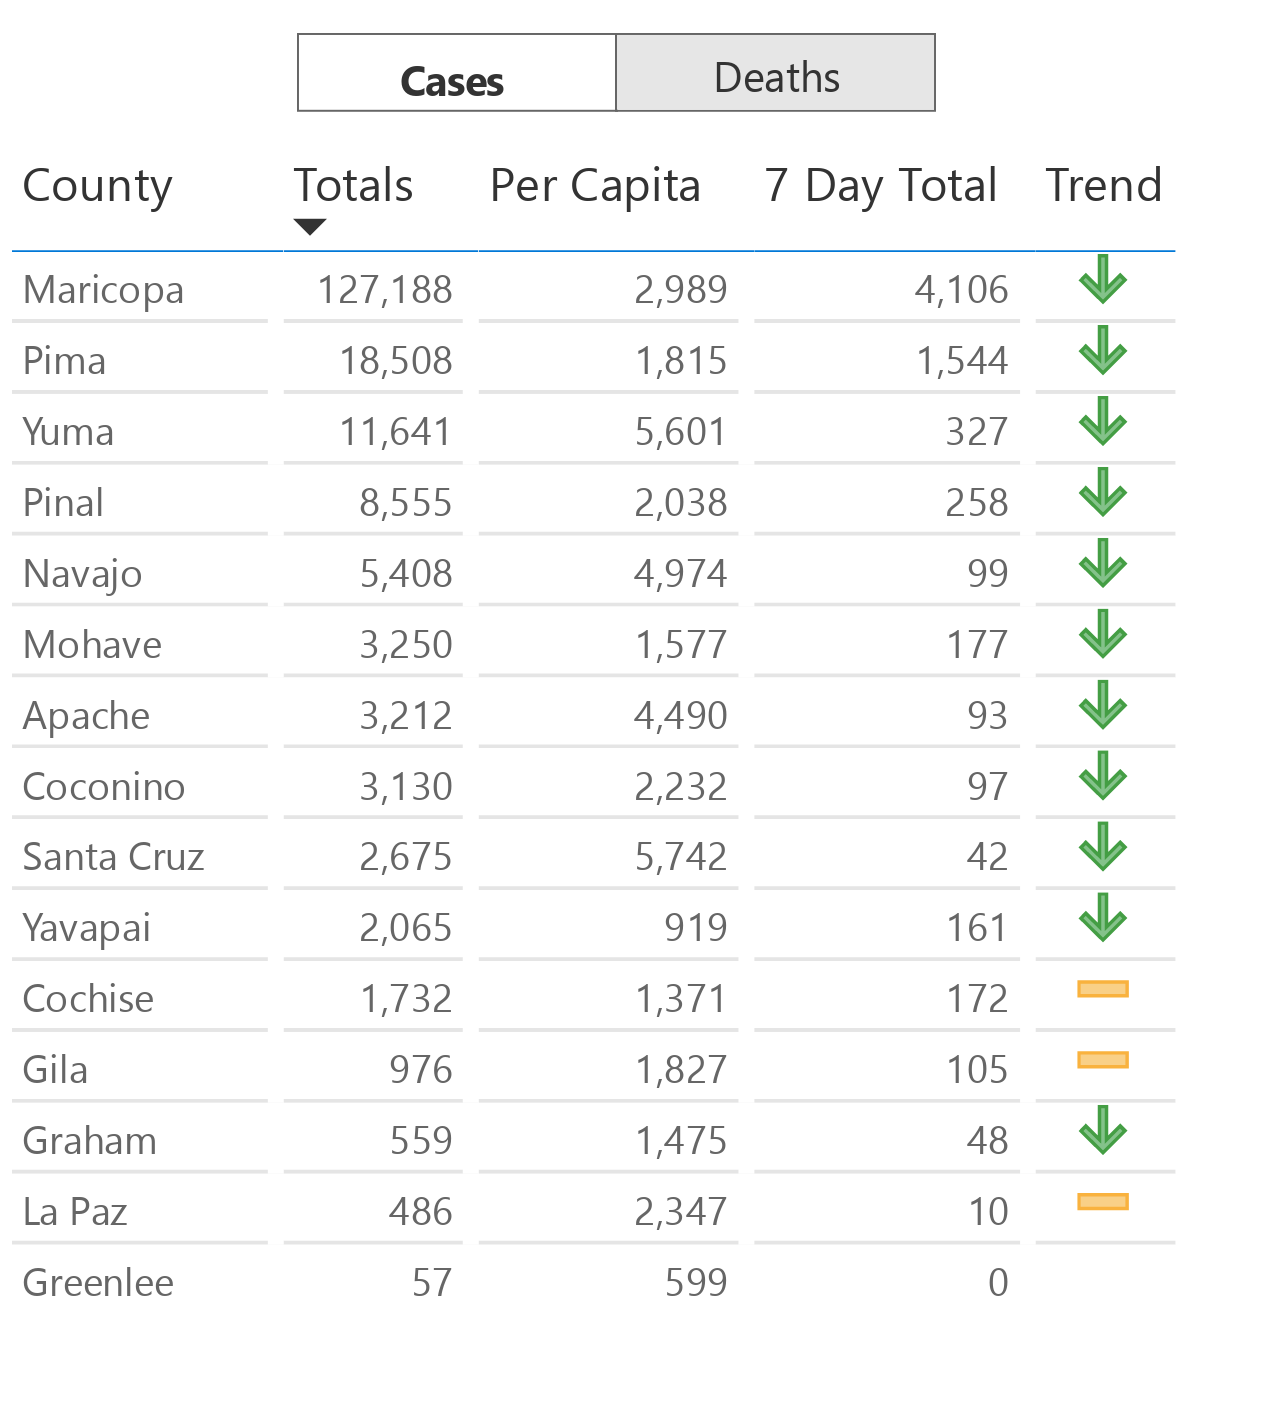 Cases Deaths
County Totals Per Capita 7 Day Total Trend
Maricopa 127,188 2,989 4,106
Pima 18,508 1,815 1,544
Yuma 11,641 5,601 327
Pinal 8,555 2,038 258
Navajo 5,408 4,974 99
Mohave 3,250 1,577 177
Apache 3,212 4,490 93
Coconino 3,130 2,232 97
Santa Cruz 2,675 5,742 42
Yavapai 2,065 919 161
Cochise 1,732 1,371 172
Gila 976 1,827 105
Graham 559 1,475 48
La Paz 486 2,347 10
Greenlee 57 599 0